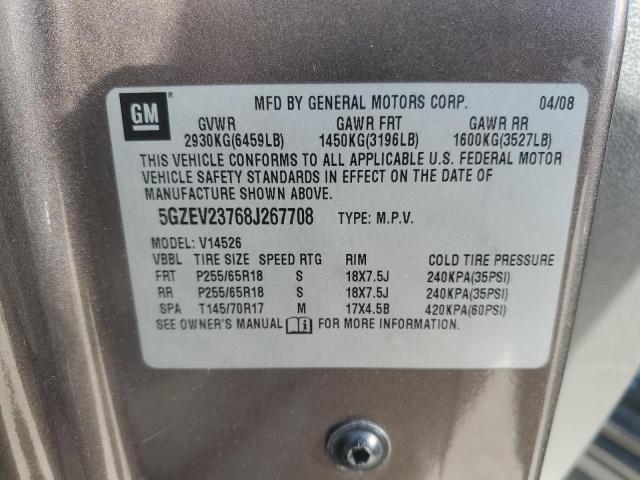 GM ® MFD BY GENERAL MOTORS CORP. 04/08
GVWR GAWR FRT GAWR RR
2930KG(6459LB) 1450KG(3196LB) 1600KG(3527LB)
THIS VEHICLE CONFORMS TO ALL APPLICABLE U.S. FEDERAL MOTOR
VEHICLE SAFETY STANDARDS IN EFFECT ON THE DATE OF
MANUFACTURE SHOWN ABOVE.
5GZEV23768J267708 TYPE: M.P.V.
MODEL: V14526
VBBL TIRE SIZE SPEED RTG RIM COLD TIRE PRESSURE
FRT P255/65R18 S 18X7.5J 240KPA(35PSI)
RR P255/65R18 S 18X7.5J 240KPA(35PSI)
SPA T145/70R17 M 17X4.5B 420KPA(60PSI)
SEE OWNER'S MANUAL i FOR MORE INFORMATION.